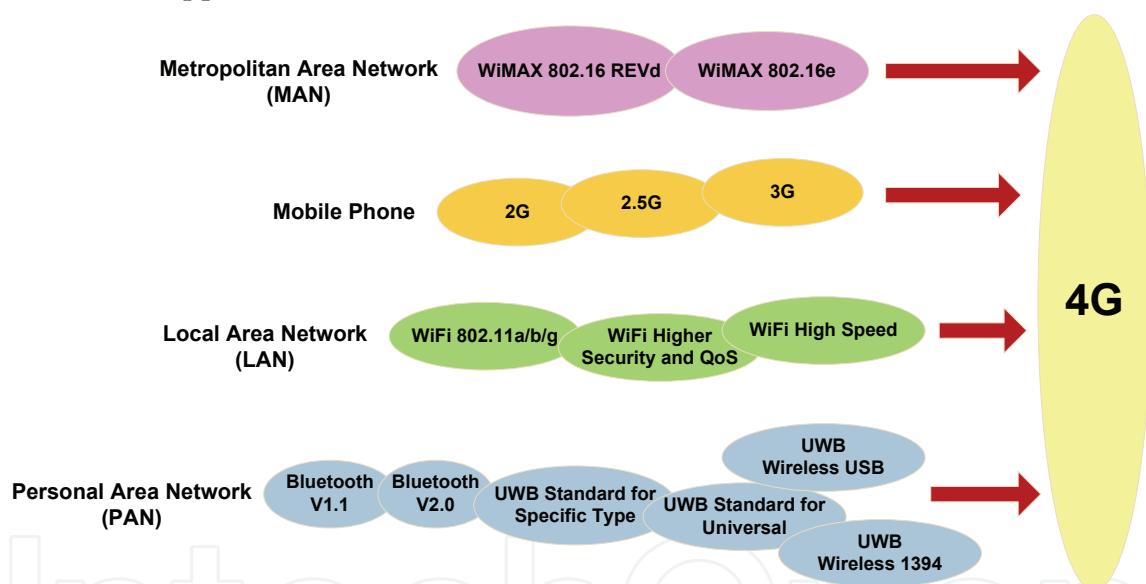 Metropolitan Area Network
(MAN)
WiMAX 802.16 REVd
WiMAX 802.16e
Mobile Phone
2G
2.5G
3G
4G
Local Area Network
(LAN)
WiFi 802.11a/b/g
WiFi Higher
Security and QoS
WiFi High Speed
Personal Area Network
(PAN)
Bluetooth
V1.1
Bluetooth
V2.0
UWB Standard for
Specific Type
UWB Standard for
Universal
UWB
Wireless USB
UWB
Wireless 1394